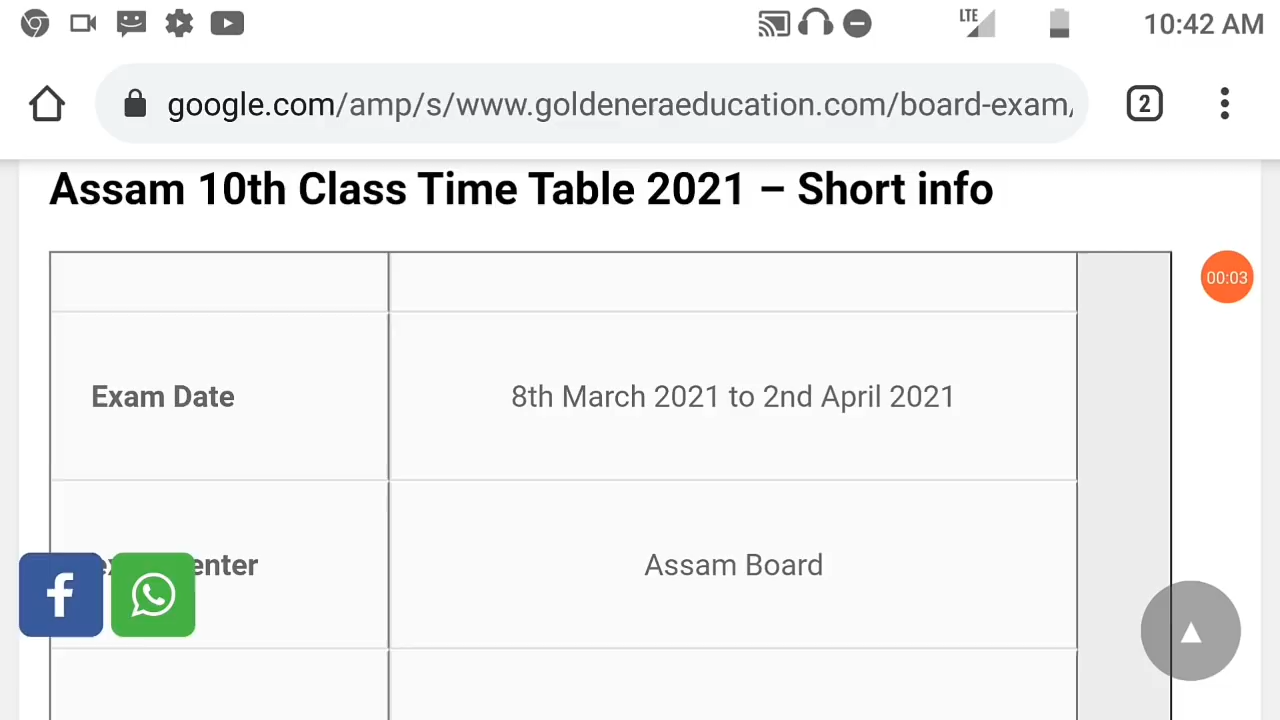 LTE
10:42 AM
google.com/amp/s/www.goldeneraeducation.com/board-exam/
2
Assam 10th Class Time Table 2021 – Short info
00:03
Exam Date
8th March 2021 to 2nd April 2021
enter
Assam Board